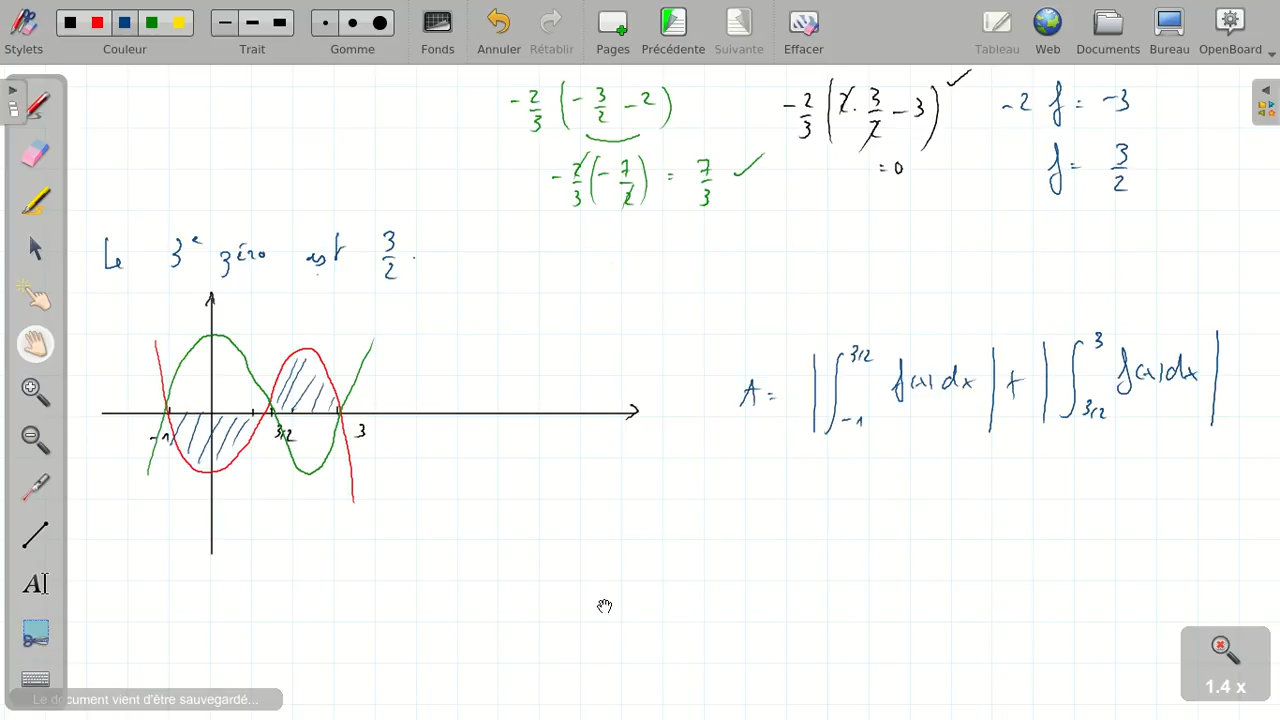 Stylets Couleur Trait Gomme Fonds Annuler Rétablir Pages Précédente Suivante Effacer Tableau Web Documents Bureau OpenBoard
-2/3 (-3/2 - 2)
-2/3 (-7/2) = 7/3 ✓
-2/3 (2 · 3/2 - 3) ✓
= 0
-2 f = -3
f = 3/2
Le 3e zéro est 3/2.
-1 3/2 3
A = |∫_{-1}^{3/2} f(x) dx| + |∫_{3/2}^{3} f(x) dx|
AI
Le document vient d'être sauvegardé...
1.4 x